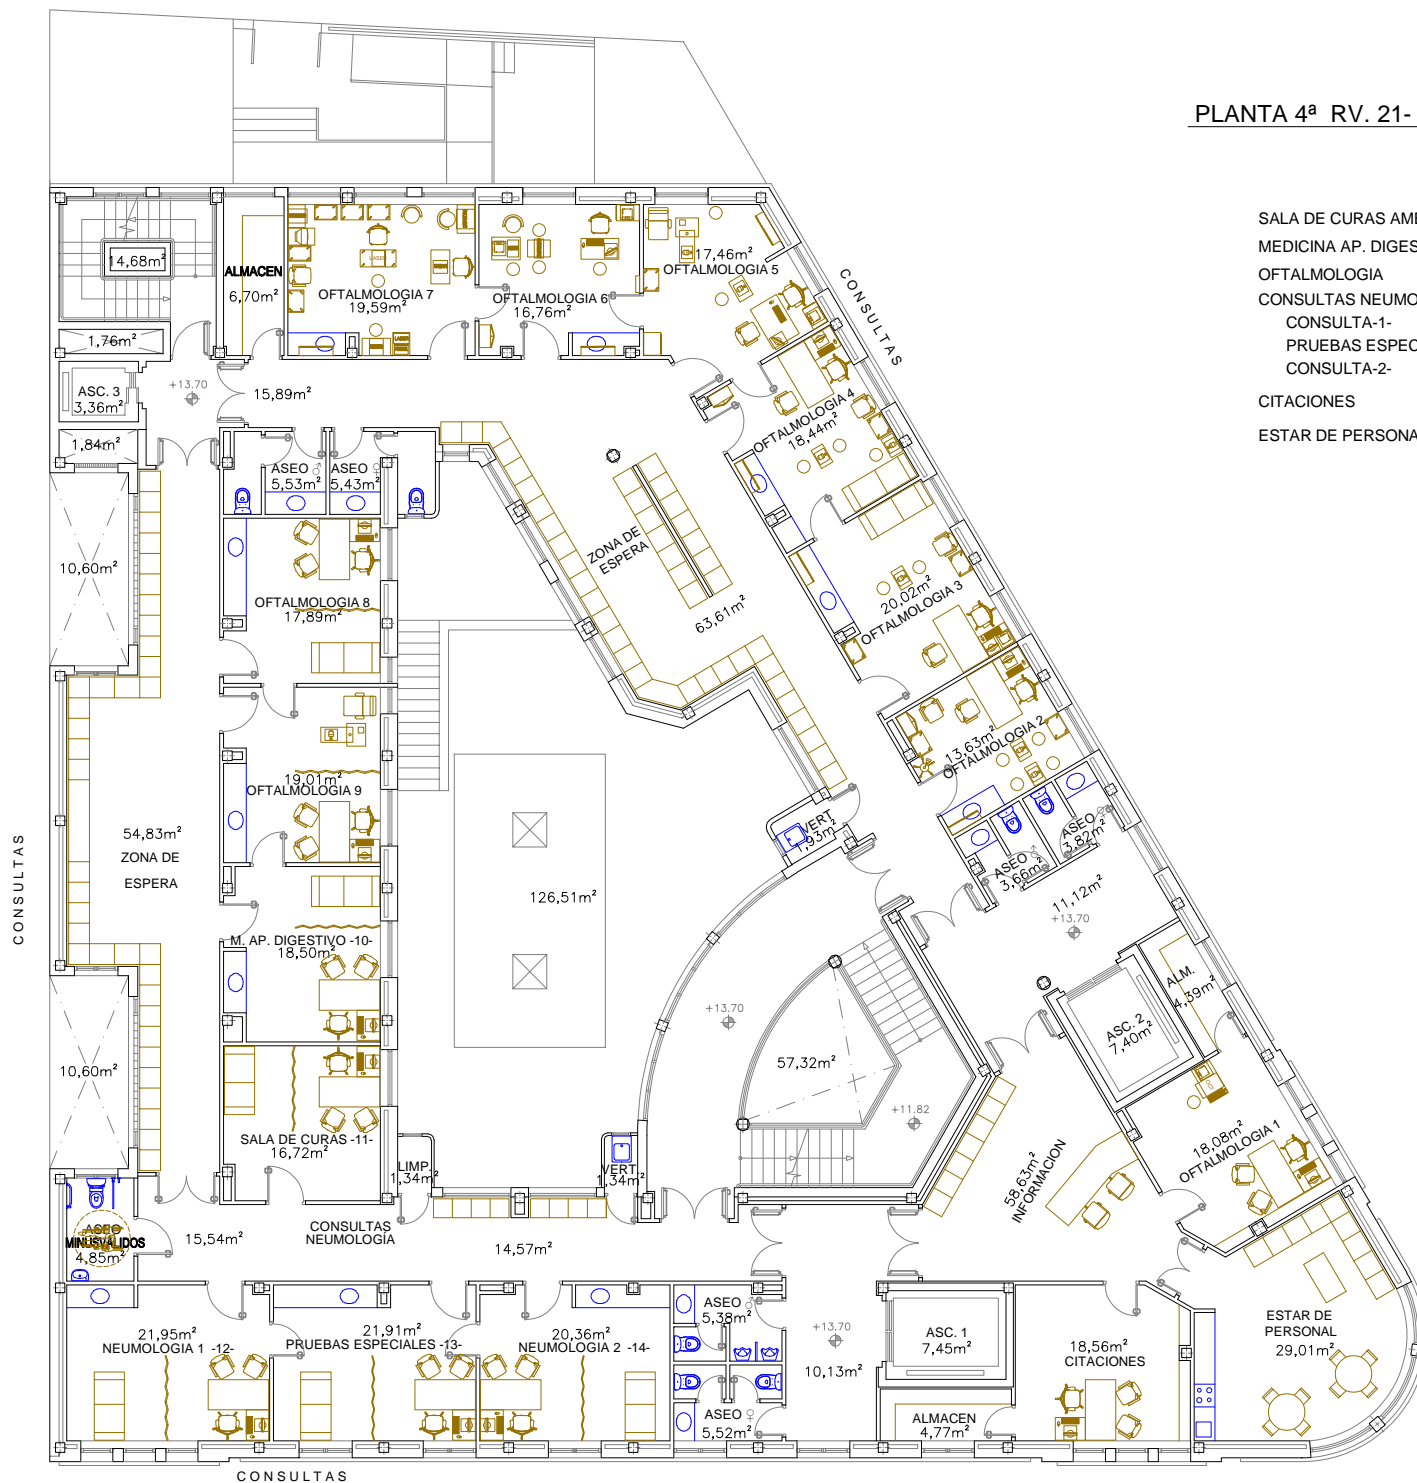 PLANTA 4ª RV. 21-
SALA DE CURAS AMB
MEDICINA AP. DIGES
OFTALMOLOGIA
CONSULTAS NEUMO
CONSULTA-1-
PRUEBAS ESPEC
CONSULTA-2-
CITACIONES
ESTAR DE PERSONA
14,68m²
ALMACEN
6,70m²
OFTALMOLOGIA 7
19,59m²
OFTALMOLOGIA 6
16,76m²
17,46m²
OFTALMOLOGIA 5
CONSULTAS
1,76m²
ASC. 3
3,36m²
+13.70
15,89m²
1,84m²
ASEO ♂
5,53m²
ASEO ♀
5,43m²
OFTALMOLOGIA 4
18,44m²
10,60m²
ZONA DE
ESPERA
63,61m²
OFTALMOLOGIA 8
17,89m²
20,02m²
OFTALMOLOGIA 3
13,63m²
OFTALMOLOGIA 2
19,01m²
OFTALMOLOGIA 9
54,83m²
ZONA DE
ESPERA
CONSULTAS
VERT.
1,93m²
ASEO ♀
3,82m²
ASEO ♂
3,66m²
126,51m²
11,12m²
+13.70
M. AP. DIGESTIVO -10-
18,50m²
ALM.
4,39m²
+13.70
ASC. 2
7,40m²
10,60m²
57,32m²
+11.82
SALA DE CURAS -11-
16,72m²
LIMP.
1,34m²
VERT.
1,34m²
58,63m²
INFORMACION
18,08m²
OFTALMOLOGIA 1
ASEO
MINUSVALIDOS
4,85m²
15,54m²
CONSULTAS
NEUMOLOGÍA
14,57m²
21,95m²
NEUMOLOGIA 1 -12-
21,91m²
PRUEBAS ESPECIALES -13-
20,36m²
NEUMOLOGIA 2 -14-
ASEO ♂
5,38m²
+13.70
10,13m²
ASC. 1
7,45m²
18,56m²
CITACIONES
ESTAR DE
PERSONAL
29,01m²
ASEO ♀
5,52m²
ALMACEN
4,77m²
CONSULTAS